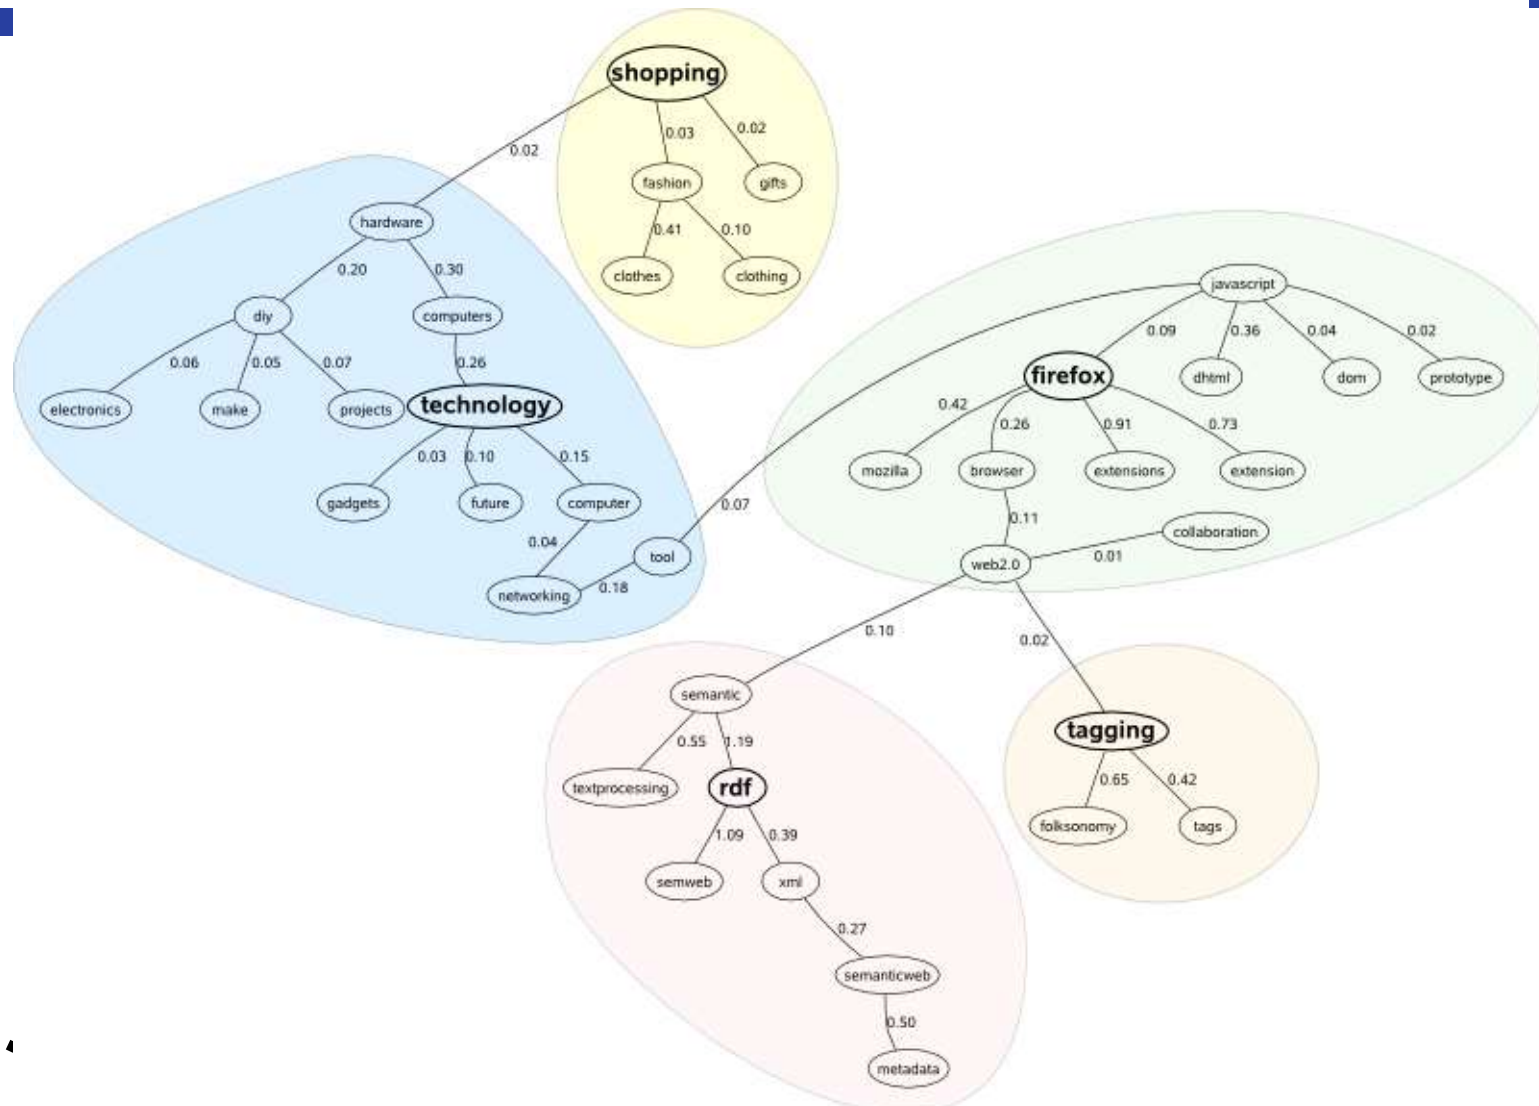 shopping
0.03
0.02
0.02
fashion
gifts
hardware
0.41
0.10
0.20
0.30
clothes
clothing
javascript
diy
computers
0.09
0.36
0.04
0.02
0.06
0.05
0.07
0.26
firefox
dhtml
dom
prototype
electronics
make
projects
technology
0.42
0.26
0.91
0.73
0.03
0.10
0.15
mozilla
browser
extensions
extension
gadgets
future
computer
0.07
0.11
collaboration
0.04
tool
web2.0
0.01
networking
0.18
0.10
0.02
semantic
tagging
0.55
1.19
0.65
0.42
textprocessing
rdf
folksonomy
tags
1.09
0.39
semweb
xml
0.27
semanticweb
0.50
metadata